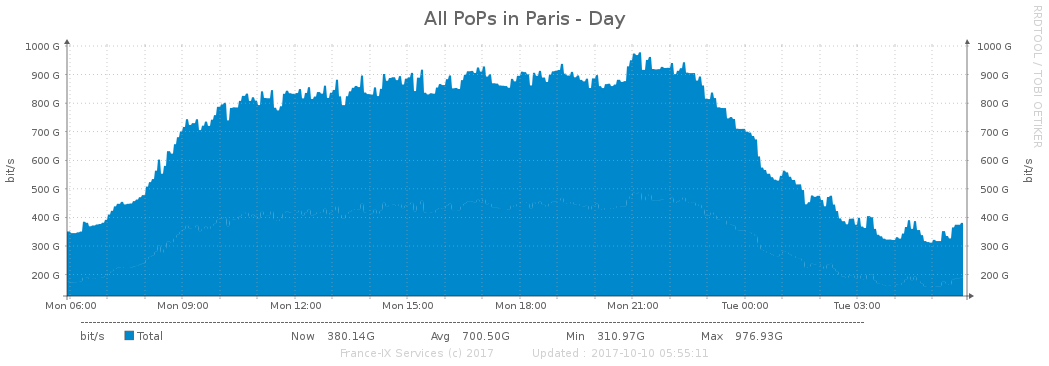 All PoPs in Paris - Day
RRDTOOL / TOBI OETIKER
1000 G 1000 G
900 G 900 G
800 G 800 G
700 G 700 G
600 G 600 G
500 G 500 G
400 G 400 G
300 G 300 G
200 G 200 G
bit/s bit/s
Mon 06:00 Mon 09:00 Mon 12:00 Mon 15:00 Mon 18:00 Mon 21:00 Tue 00:00 Tue 03:00
bit/s Total Now 380.14G Avg 700.50G Min 310.97G Max 976.93G
France-IX Services (c) 2017 Updated : 2017-10-10 05:55:11